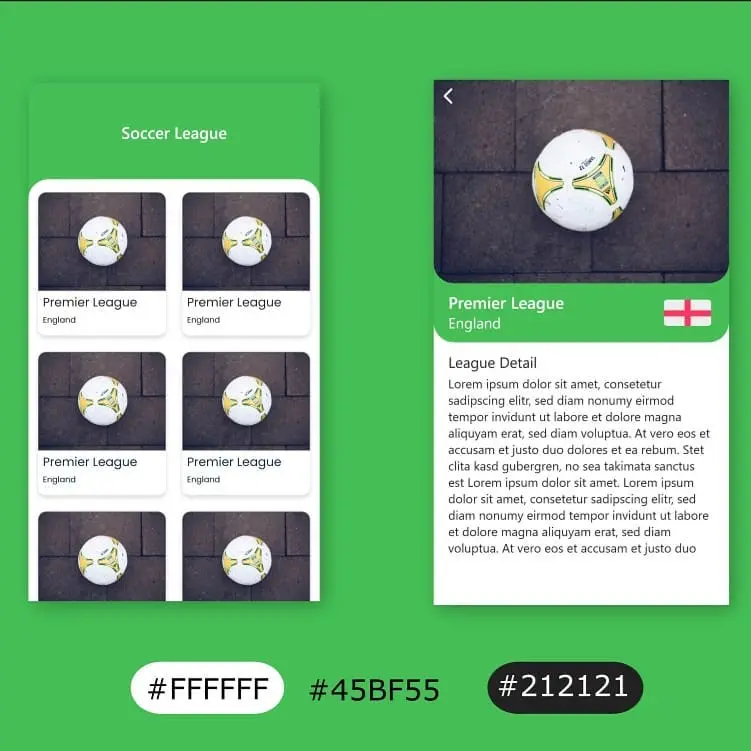 Soccer League
Premier League
England
Premier League
England
Premier League
England
Premier League
England
Premier League
England
League Detail
Lorem ipsum dolor sit amet, consetetur
sadipscing elitr, sed diam nonumy eirmod
tempor invidunt ut labore et dolore magna
aliquyam erat, sed diam voluptua. At vero eos et
accusam et justo duo dolores et ea rebum. Stet
clita kasd gubergren, no sea takimata sanctus
est Lorem ipsum dolor sit amet. Lorem ipsum
dolor sit amet, consetetur sadipscing elitr, sed
diam nonumy eirmod tempor invidunt ut labore
et dolore magna aliquyam erat, sed diam
voluptua. At vero eos et accusam et justo duo
#FFFFFF
#45BF55
#212121